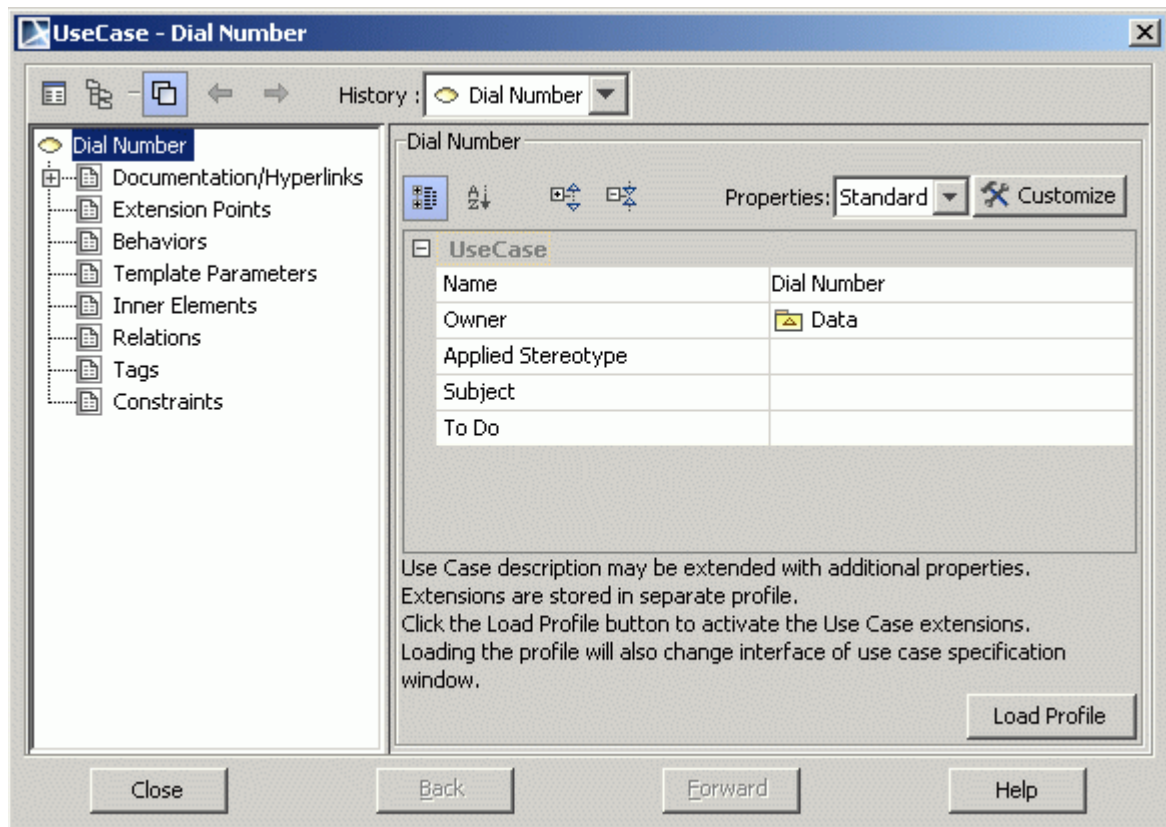 UseCase - Dial Number
History : Dial Number
Dial Number
Documentation/Hyperlinks
Extension Points
Behaviors
Template Parameters
Inner Elements
Relations
Tags
Constraints
Dial Number
Properties: Standard Customize
UseCase
Name Dial Number
Owner Data
Applied Stereotype
Subject
To Do
Use Case description may be extended with additional properties.
Extensions are stored in separate profile.
Click the Load Profile button to activate the Use Case extensions.
Loading the profile will also change interface of use case specification
window.
Load Profile
Close Back Forward Help